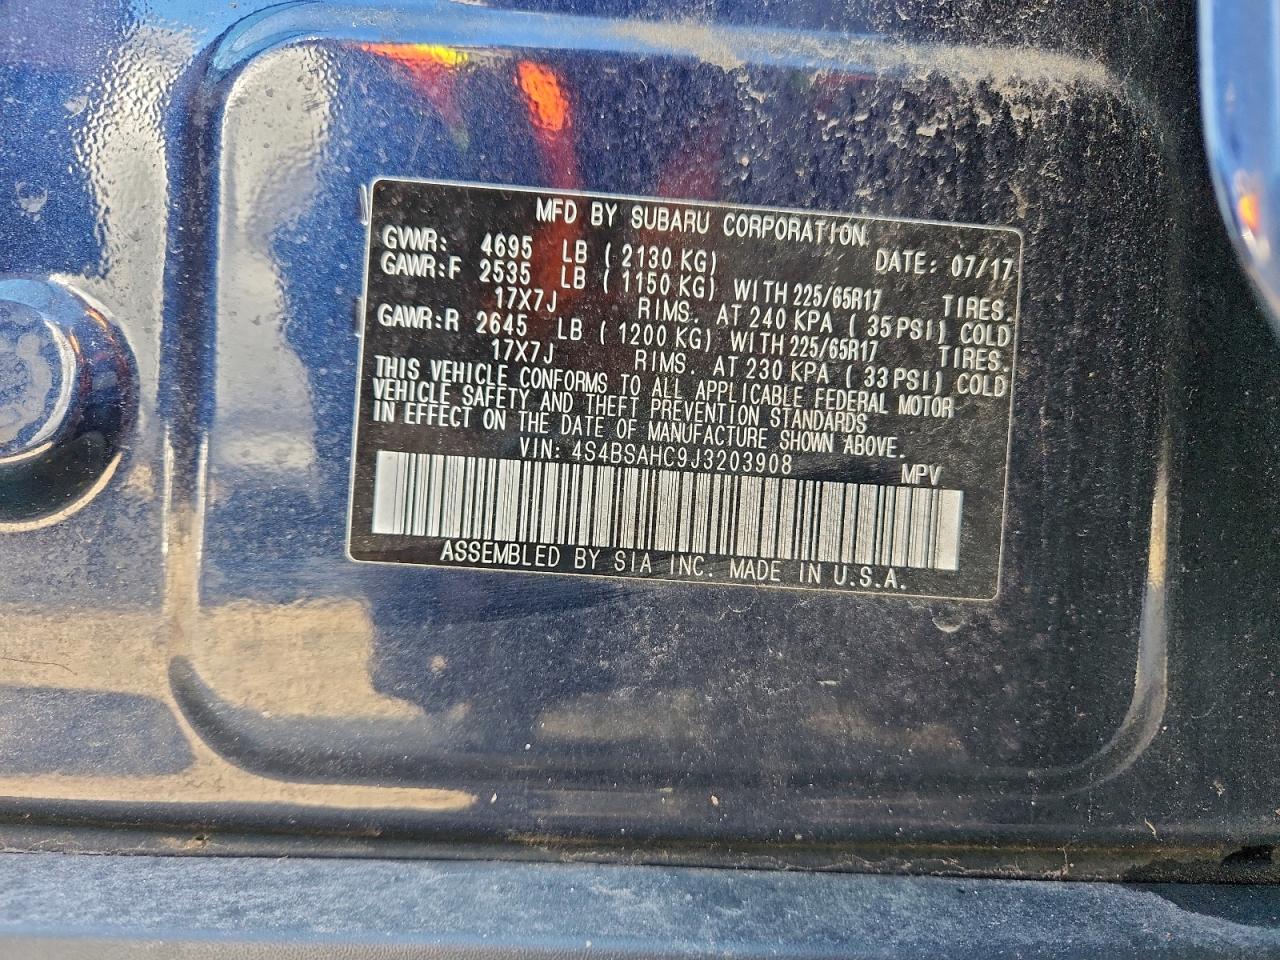 MFD BY SUBARU CORPORATION
GVWR: 4695 LB ( 2130 KG) DATE: 07/17
GAWR:F 2535 LB ( 1150 KG) WITH 225/65R17 TIRES.
17X7J RIMS. AT 240 KPA ( 35 PSI) COLD
GAWR:R 2645 LB ( 1200 KG) WITH 225/65R17 TIRES.
17X7J RIMS. AT 230 KPA ( 33 PSI) COLD
THIS VEHICLE CONFORMS TO ALL APPLICABLE FEDERAL MOTOR
VEHICLE SAFETY AND THEFT PREVENTION STANDARDS
IN EFFECT ON THE DATE OF MANUFACTURE SHOWN ABOVE.
VIN: 4S4BSAHC9J3203908 MPV
ASSEMBLED BY SIA INC. MADE IN U.S.A.